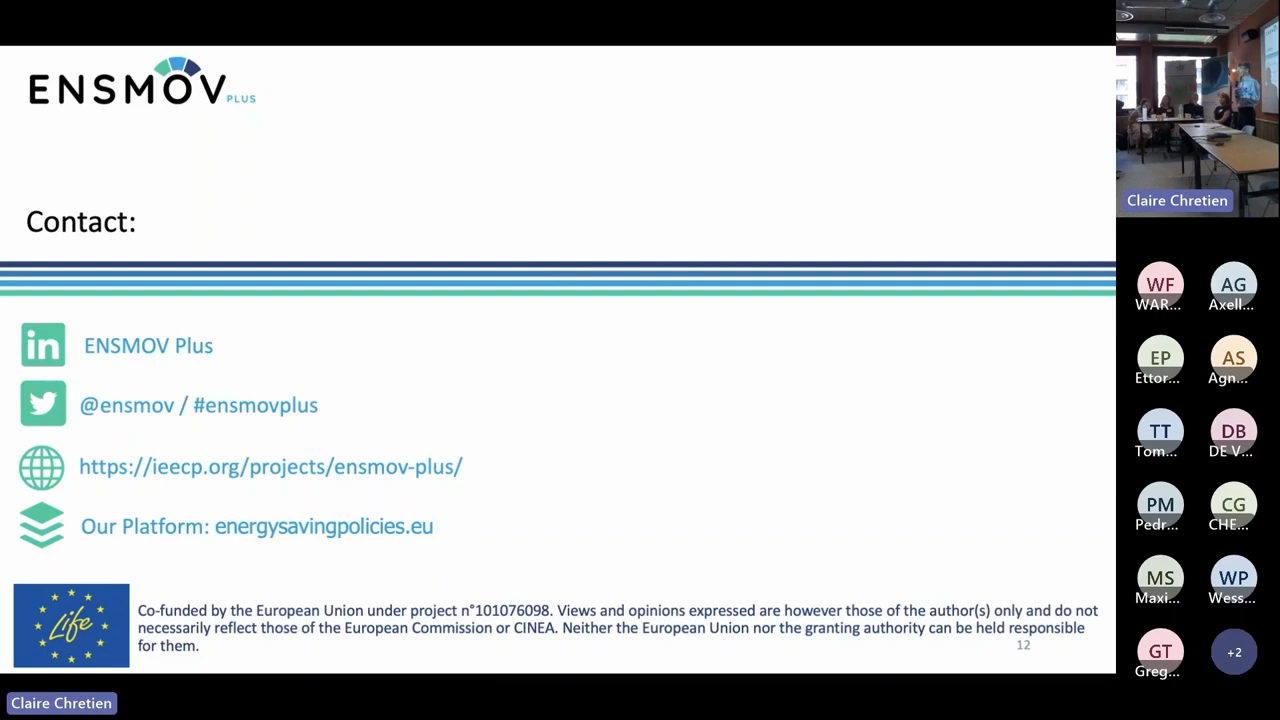 ENSMOV PLUS
Contact:
ENSMOV Plus
@ensmov / #ensmovplus
https://ieecp.org/projects/ensmov-plus/
Our Platform: energysavingpolicies.eu
Life
Co-funded by the European Union under project n°101076098. Views and opinions expressed are however those of the author(s) only and do not
necessarily reflect those of the European Commission or CINEA. Neither the European Union nor the granting authority can be held responsible
for them.
12
Claire Chretien
Claire Chretien
WF AG
WAR... Axell...
EP AS
Ettor... Agn...
TT DB
Tom... DE V...
PM CG
Pedr... CHE...
MS WP
Maxi... Wess...
GT +2
Greg...